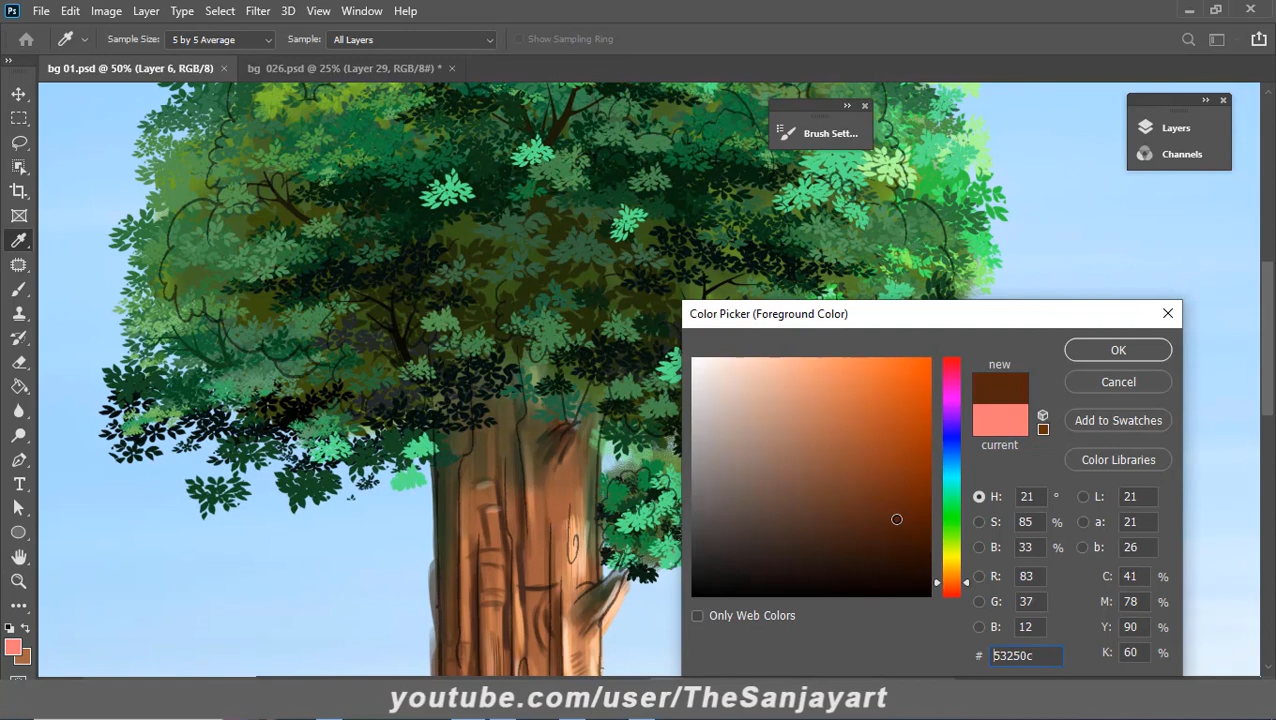 Ps File Edit Image Layer Type Select Filter 3D View Window Help
Sample Size: 5 by 5 Average Sample: All Layers Show Sampling Ring
bg 01.psd @ 50% (Layer 6, RGB/8) × bg 026.psd @ 25% (Layer 29, RGB/8#) * ×
Brush Sett...
Layers
Channels
Color Picker (Foreground Color)
new
current
OK
Cancel
Add to Swatches
Color Libraries
H: 21 ° L: 21
S: 85 % a: 21
B: 33 % b: 26
R: 83 C: 41 %
G: 37 M: 78 %
B: 12 Y: 90 %
# 53250c K: 60 %
Only Web Colors
youtube.com/user/TheSanjayart